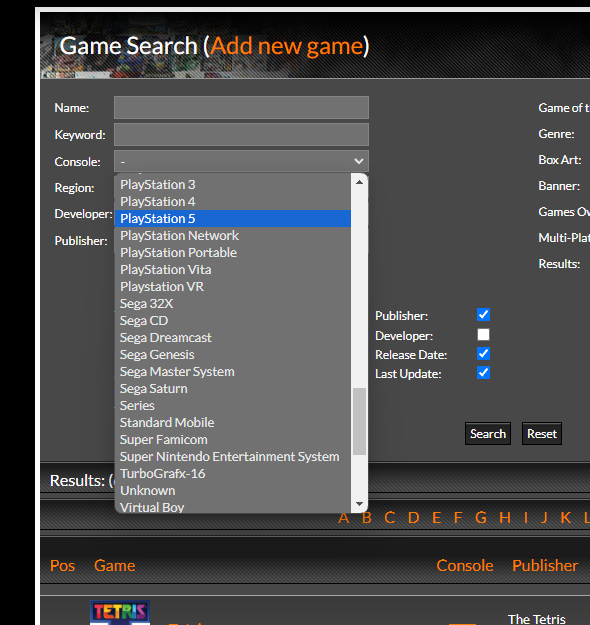 Game Search (Add new game)
Name:
Keyword:
Console: -
Region:
Developer:
Publisher:
PlayStation 3
PlayStation 4
PlayStation 5
PlayStation Network
PlayStation Portable
PlayStation Vita
Playstation VR
Sega 32X
Sega CD
Sega Dreamcast
Sega Genesis
Sega Master System
Sega Saturn
Series
Standard Mobile
Super Famicom
Super Nintendo Entertainment System
TurboGrafx-16
Unknown
Virtual Boy
Game of t
Genre:
Box Art:
Banner:
Games Ov
Multi-Plat
Results:
Publisher:
Developer:
Release Date:
Last Update:
Search Reset
Results: (
A B C D E F G H I J K L
Pos Game Console Publisher
TETRIS
The Tetris